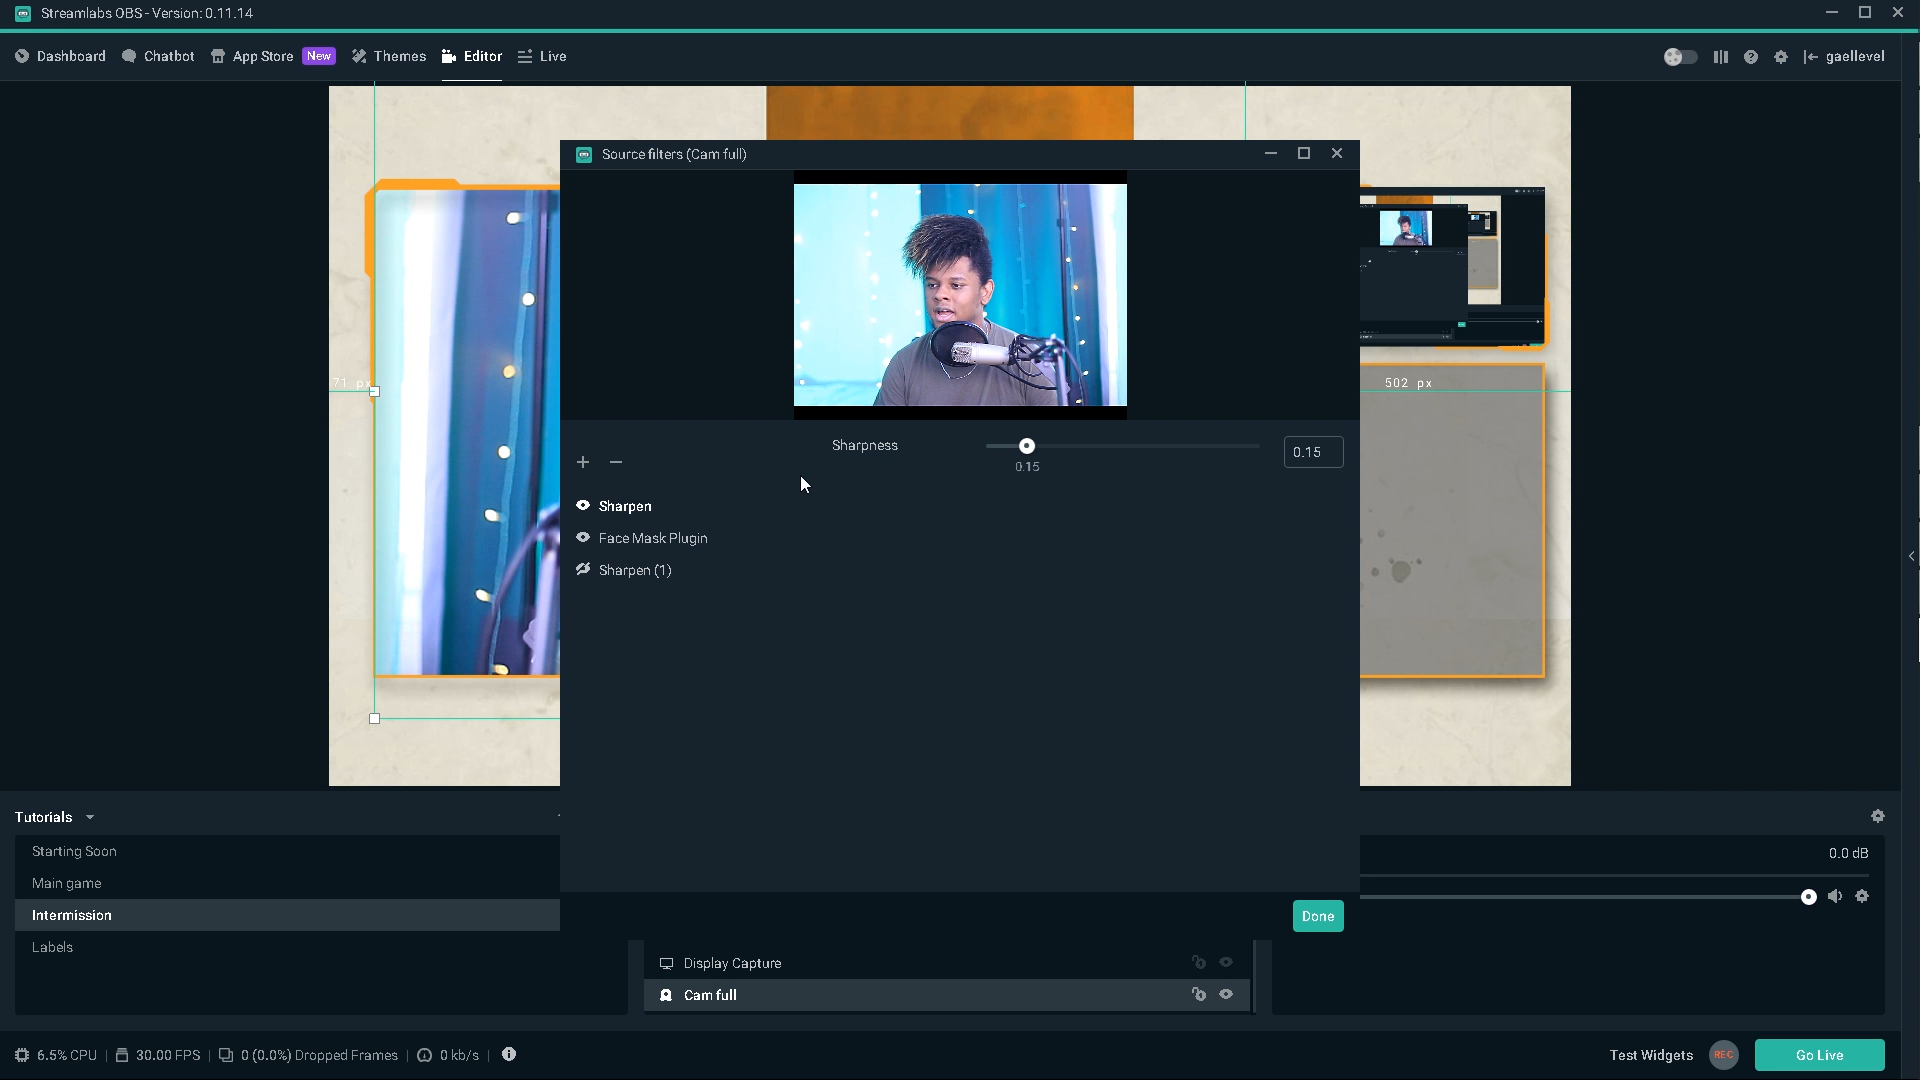 Streamlabs OBS - Version: 0.11.14
Dashboard
Chatbot
App Store New
Themes
Editor
Live
gaellevel
Source filters (Cam full)
71 px
502 px
Sharpness
0.15
0.15
Sharpen
Face Mask Plugin
Sharpen (1)
Done
Tutorials
Starting Soon
Main game
Intermission
Labels
Display Capture
Cam full
0.0 dB
6.5% CPU
30.00 FPS
0 (0.0%) Dropped Frames
0 kb/s
Test Widgets
REC
Go Live